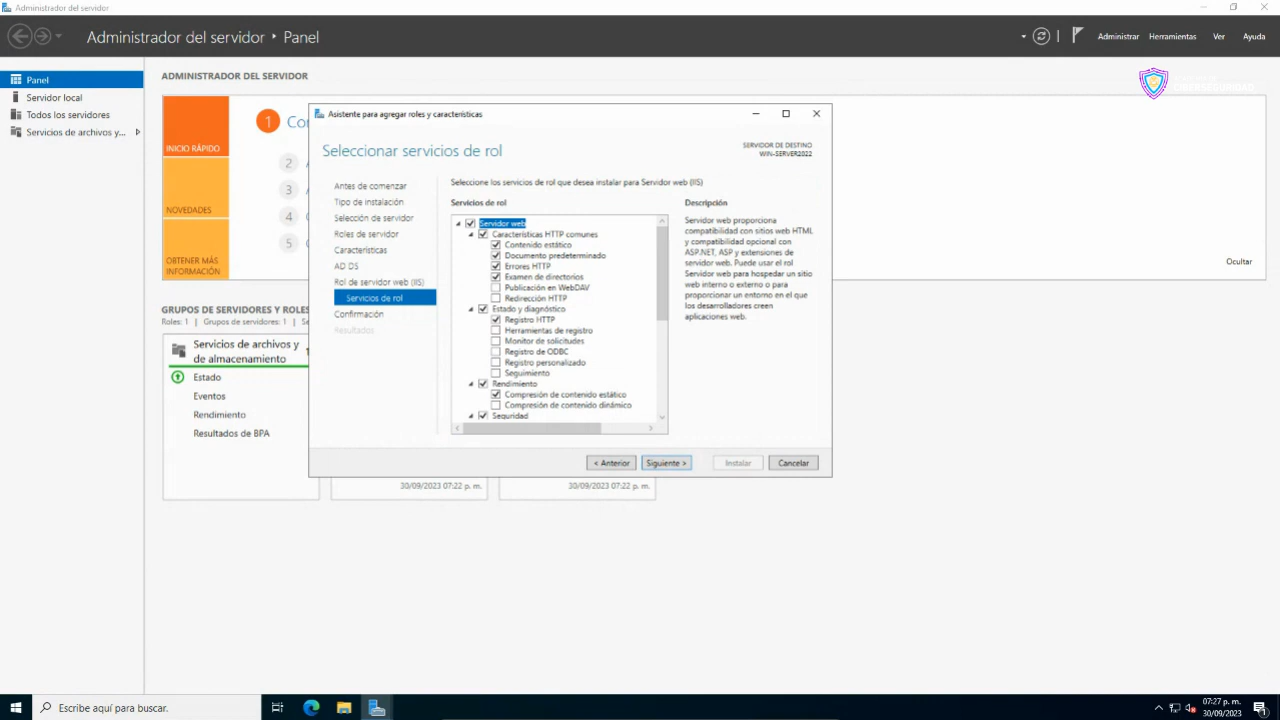 Administrador del servidor
Administrador del servidor ‣ Panel
Administrar Herramientas Ver Ayuda
Panel
Servidor local
Todos los servidores
Servicios de archivos y...
ADMINISTRADOR DEL SERVIDOR
INICIO RÁPIDO
NOVEDADES
OBTENER MÁS
INFORMACIÓN
1
2
3
4
5
Ocultar
GRUPOS DE SERVIDORES Y ROLES
Roles: 1 | Grupos de servidores: 1 |
Servicios de archivos y
de almacenamiento
Estado
Eventos
Rendimiento
Resultados de BPA
Asistente para agregar roles y características
Seleccionar servicios de rol
SERVIDOR DE DESTINO
WIN-SERVER2022
Antes de comenzar
Tipo de instalación
Selección de servidor
Roles de servidor
Características
AD DS
Rol de servidor web (IIS)
Servicios de rol
Confirmación
Resultados
Seleccione los servicios de rol que desea instalar para Servidor web (IIS)
Servicios de rol
Servidor web
Características HTTP comunes
Contenido estático
Documento predeterminado
Errores HTTP
Examen de directorios
Publicación en WebDAV
Redirección HTTP
Estado y diagnóstico
Registro HTTP
Herramientas de registro
Monitor de solicitudes
Registro de ODBC
Registro personalizado
Seguimiento
Rendimiento
Compresión de contenido estático
Compresión de contenido dinámico
Seguridad
Descripción
Servidor web proporciona
compatibilidad con sitios web HTML
y compatibilidad opcional con
ASP.NET, ASP y extensiones de
servidor web. Puede usar el rol
Servidor web para hospedar un sitio
web interno o externo o para
proporcionar un entorno en el que
los desarrolladores creen
aplicaciones web.
< Anterior Siguiente > Instalar Cancelar
30/09/2023 07:22 p. m. 30/09/2023 07:22 p. m.
Escribe aquí para buscar.
07:27 p. m.
30/09/2023
1